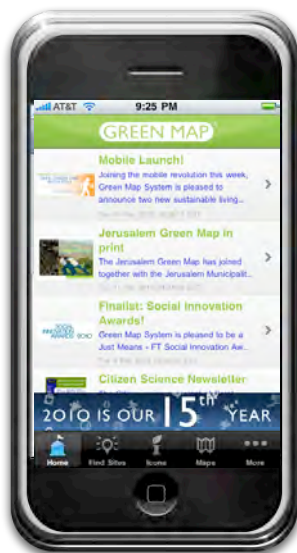 AT&T 9:25 PM
GREEN MAP
Mobile Launch!
Joining the mobile revolution this week,
Green Map System is pleased to
announce two new sustainable living...
Jerusalem Green Map in
print
The Jerusalem Green Map has joined
together with the Jerusalem Municipalit...
Finalist: Social Innovation
Awards!
Green Map System is pleased to be a
Just Means - FT Social Innovation Aw...
Citizen Science Newsletter
2010 IS OUR 15th YEAR
Home Find Sites Icons Maps More